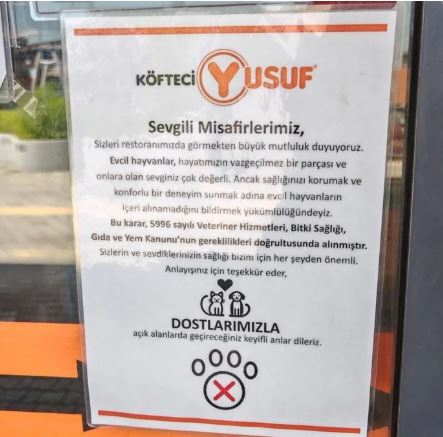 KÖFTECİ YUSUF®
Sevgili Misafirlerimiz,
Sizleri restoranımızda görmekten büyük mutluluk duyuyoruz.
Evcil hayvanlar, hayatımızın vazgeçilmez bir parçası ve
onlara olan sevginiz çok değerli. Ancak sağlığınızı korumak ve
konforlu bir deneyim sunmak adına evcil hayvanların
içeri alınamadığını bildirmek yükümlülüğündeyiz.
Bu karar, 5996 sayılı Veteriner Hizmetleri, Bitki Sağlığı,
Gıda ve Yem Kanunu'nun gereklilikleri doğrultusunda alınmıştır.
Sizlerin ve sevdiklerinizin sağlığı bizim için her şeyden önemli.
Anlayışınız için teşekkür eder,
DOSTLARIMIZLA
açık alanlarda geçireceğiniz keyifli anlar dileriz.